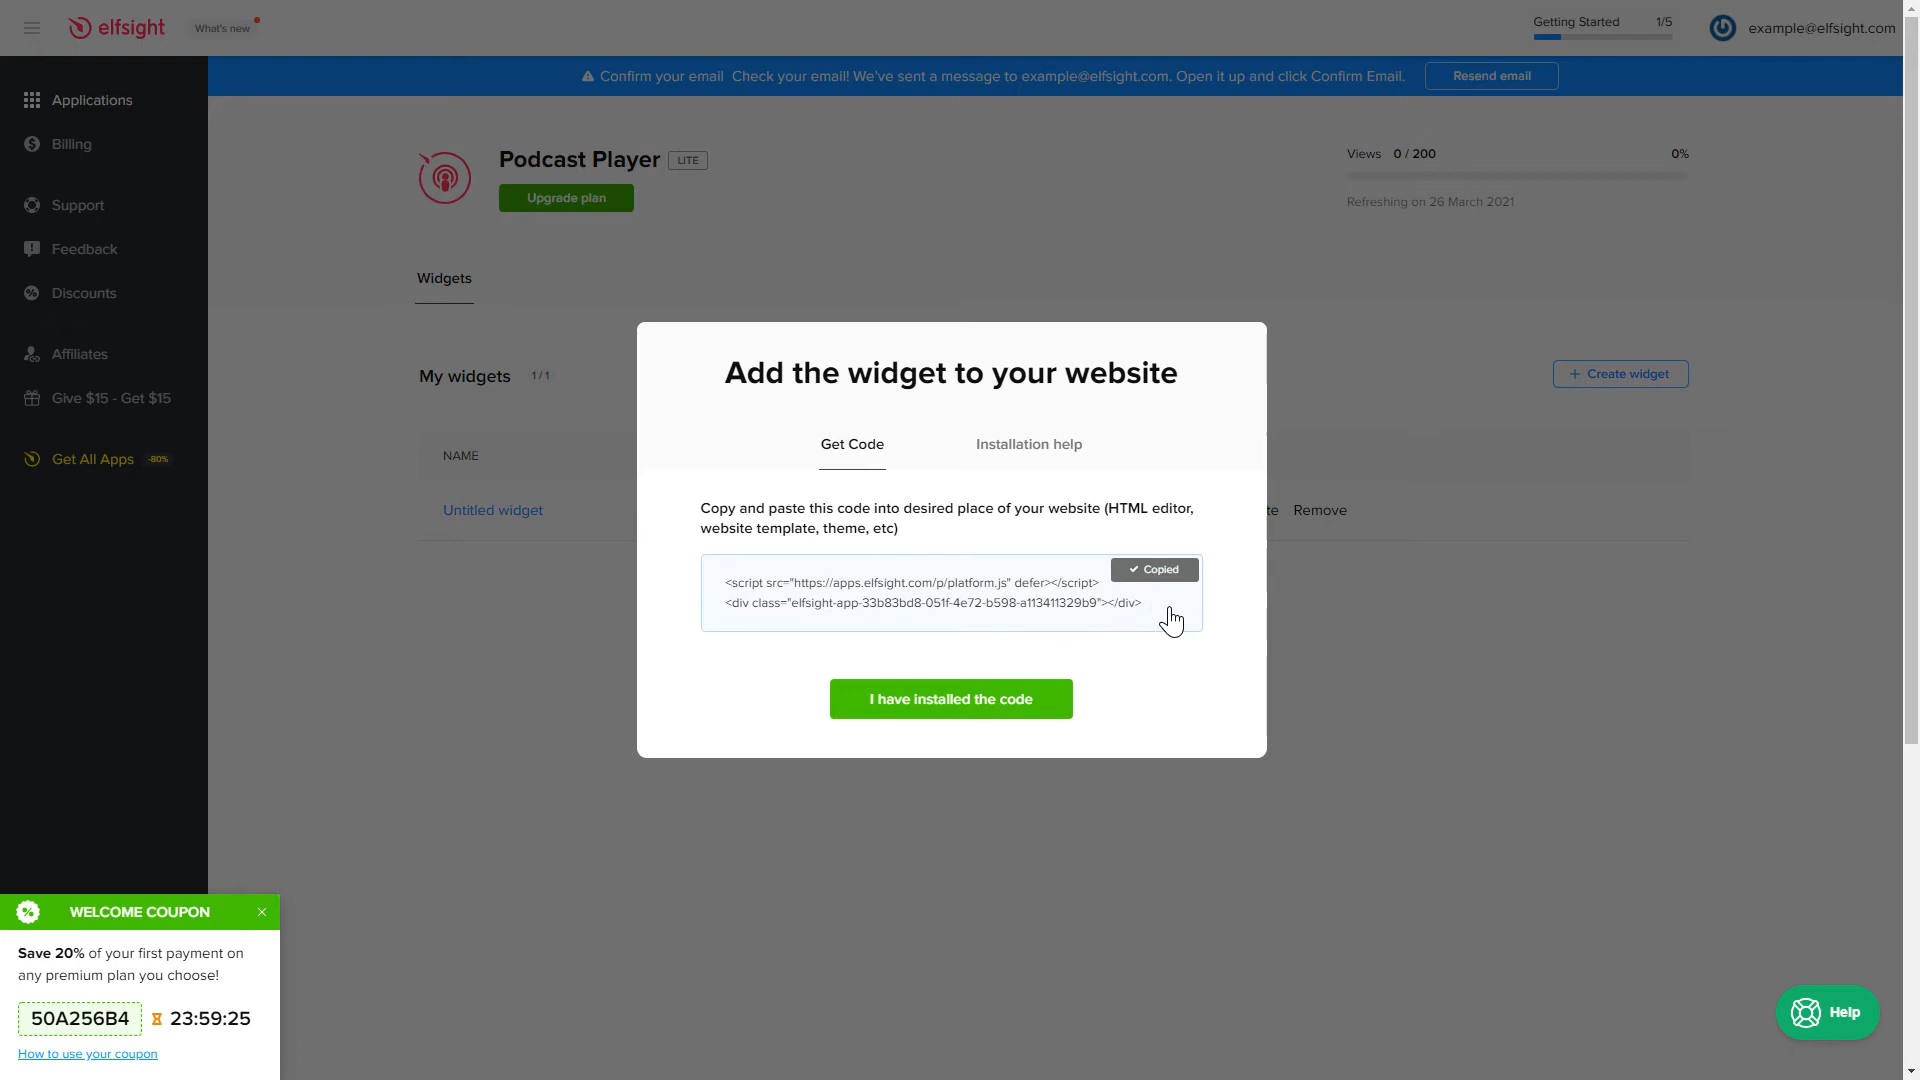 elfsight
What's new
Getting Started 1/5
example@elfsight.com
Confirm your email Check your email! We've sent a message to example@elfsight.com. Open it up and click Confirm Email.
Resend email
Applications
Billing
Support
Feedback
Discounts
Affiliates
Give $15 - Get $15
Get All Apps -80%
Podcast Player LITE
Upgrade plan
Views 0 / 200 0%
Refreshing on 26 March 2021
Widgets
My widgets 1/1
+ Create widget
NAME
Untitled widget
te Remove
Add the widget to your website
Get Code Installation help
Copy and paste this code into desired place of your website (HTML editor,
website template, theme, etc)
Copied
<script src="https://apps.elfsight.com/p/platform.js" defer></script>
<div class="elfsight-app-33b83bd8-051f-4e72-b598-a113411329b9"></div>
I have installed the code
WELCOME COUPON
Save 20% of your first payment on
any premium plan you choose!
50A256B4 23:59:25
How to use your coupon
Help